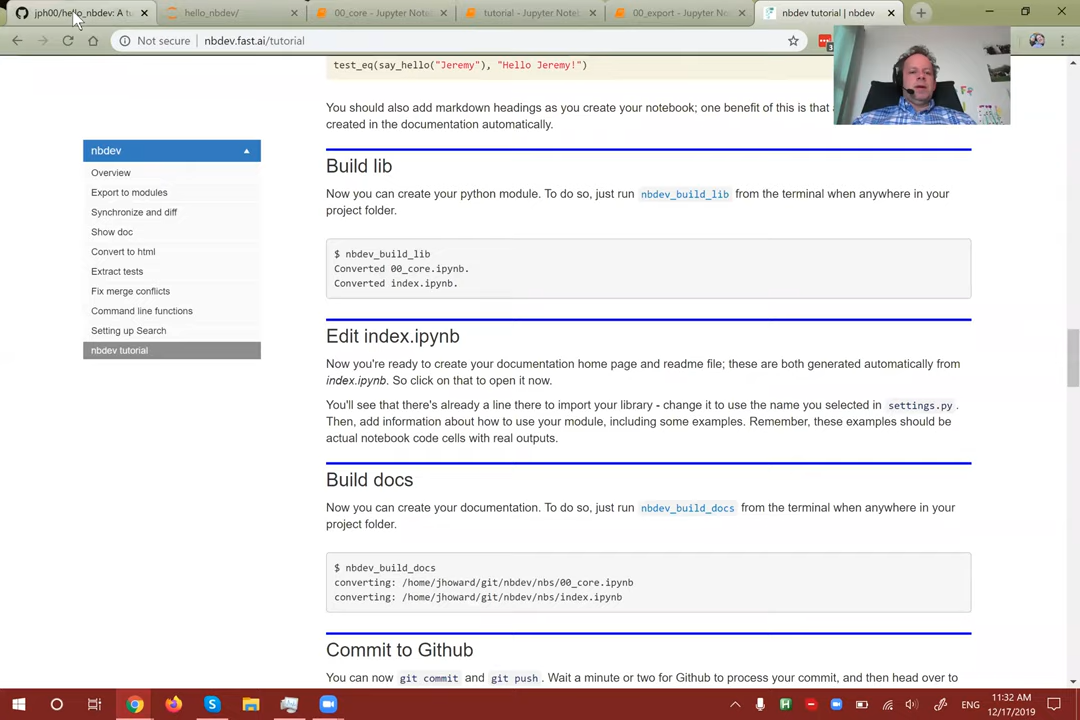 jph00/hello_nbdev: A tu
hello_nbdev/
00_core - Jupyter Notebo
tutorial - Jupyter Noteb
00_export - Jupyter Not
nbdev tutorial | nbdev
Not secure
nbdev.fast.ai/tutorial
3
test_eq(say_hello("Jeremy"), "Hello Jeremy!")
You should also add markdown headings as you create your notebook; one benefit of this is that
created in the documentation automatically.
nbdev
Overview
Export to modules
Synchronize and diff
Show doc
Convert to html
Extract tests
Fix merge conflicts
Command line functions
Setting up Search
nbdev tutorial
Build lib
Now you can create your python module. To do so, just run nbdev_build_lib from the terminal when anywhere in your
project folder.
$ nbdev_build_lib
Converted 00_core.ipynb.
Converted index.ipynb.
Edit index.ipynb
Now you're ready to create your documentation home page and readme file; these are both generated automatically from
index.ipynb. So click on that to open it now.
You'll see that there's already a line there to import your library - change it to use the name you selected in settings.py.
Then, add information about how to use your module, including some examples. Remember, these examples should be
actual notebook code cells with real outputs.
Build docs
Now you can create your documentation. To do so, just run nbdev_build_docs from the terminal when anywhere in your
project folder.
$ nbdev_build_docs
converting: /home/jhoward/git/nbdev/nbs/00_core.ipynb
converting: /home/jhoward/git/nbdev/nbs/index.ipynb
Commit to Github
You can now git commit and git push. Wait a minute or two for Github to process your commit, and then head over to
ENG
11:32 AM
12/17/2019